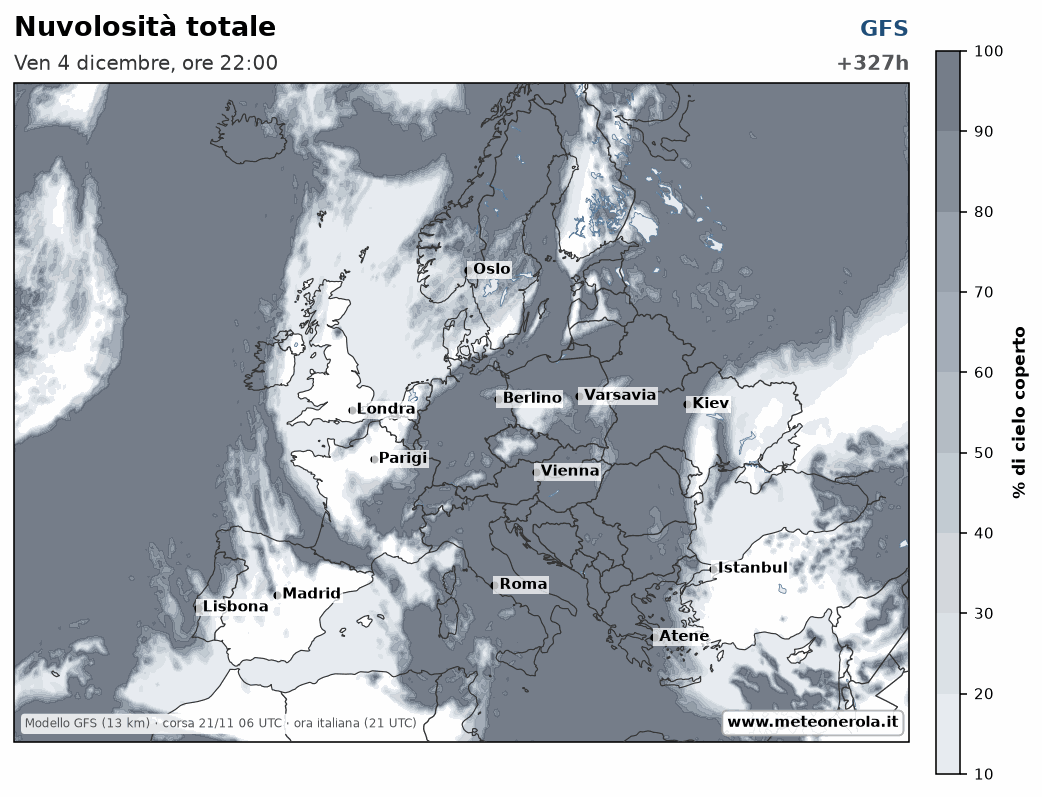 Nuvolosità totale
GFS
Ven 4 dicembre, ore 22:00
+327h
100
90
80
70
60
50
40
30
20
10
% di cielo coperto
Oslo
Londra
Berlino
Varsavia
Kiev
Parigi
Vienna
Istanbul
Roma
Madrid
Lisbona
Atene
Modello GFS (13 km) · corsa 21/11 06 UTC · ora italiana (21 UTC)
www.meteonerola.it